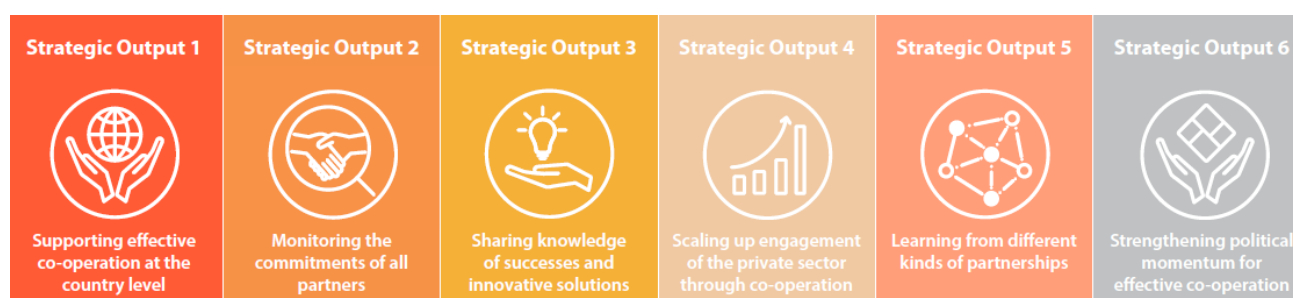 Strategic Output 1
Supporting effective
co-operation at the
country level
Strategic Output 2
Monitoring the
commitments of all
partners
Strategic Output 3
Sharing knowledge
of successes and
innovative solutions
Strategic Output 4
Scaling up engagement
of the private sector
through co-operation
Strategic Output 5
Learning from different
kinds of partnerships
Strategic Output 6
Strengthening political
momentum for
effective co-operation